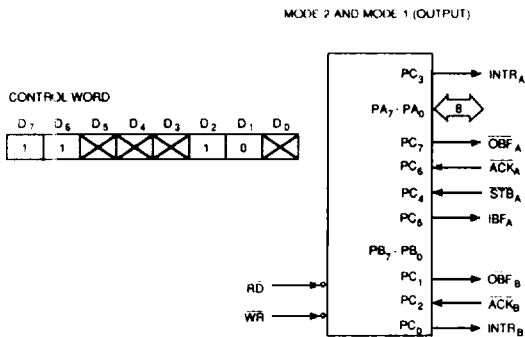 MODE 2 AND MODE 1 (OUTPUT)
CONTROL WORD
D7 D6 D5 D4 D3 D2 D1 D0
1 1 1 0
PC3 INTRA
PA7 - PA0 8
PC7 OBFA
PC6 ACKA
PC4 STBA
PC5 IBFA
PB7 - PB0
PC1 OBFB
PC2 ACKB
PC0 INTRB
RD
WR